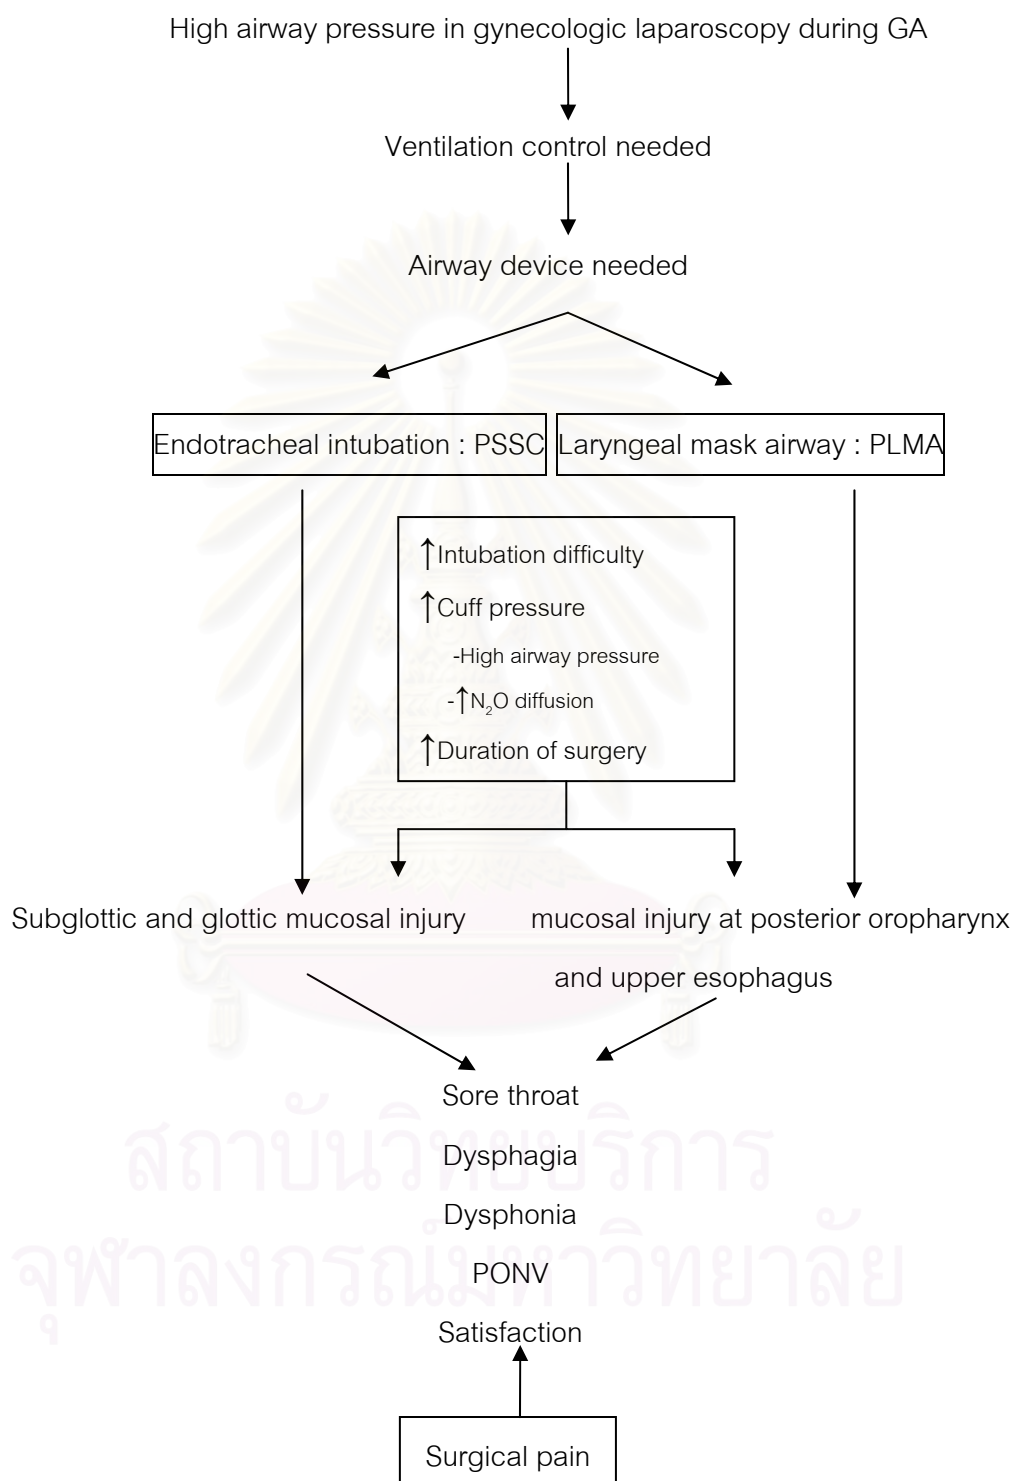 High airway pressure in gynecologic laparoscopy during GA
Ventilation control needed
Airway device needed
Endotracheal intubation : PSSC
Laryngeal mask airway : PLMA
↑Intubation difficulty
↑Cuff pressure
-High airway pressure
-↑N₂O diffusion
↑Duration of surgery
Subglottic and glottic mucosal injury
mucosal injury at posterior oropharynx
and upper esophagus
Sore throat
Dysphagia
Dysphonia
PONV
Satisfaction
Surgical pain
สถาบันวิทยบริการ
จุฬาลงกรณ์มหาวิทยาลัย